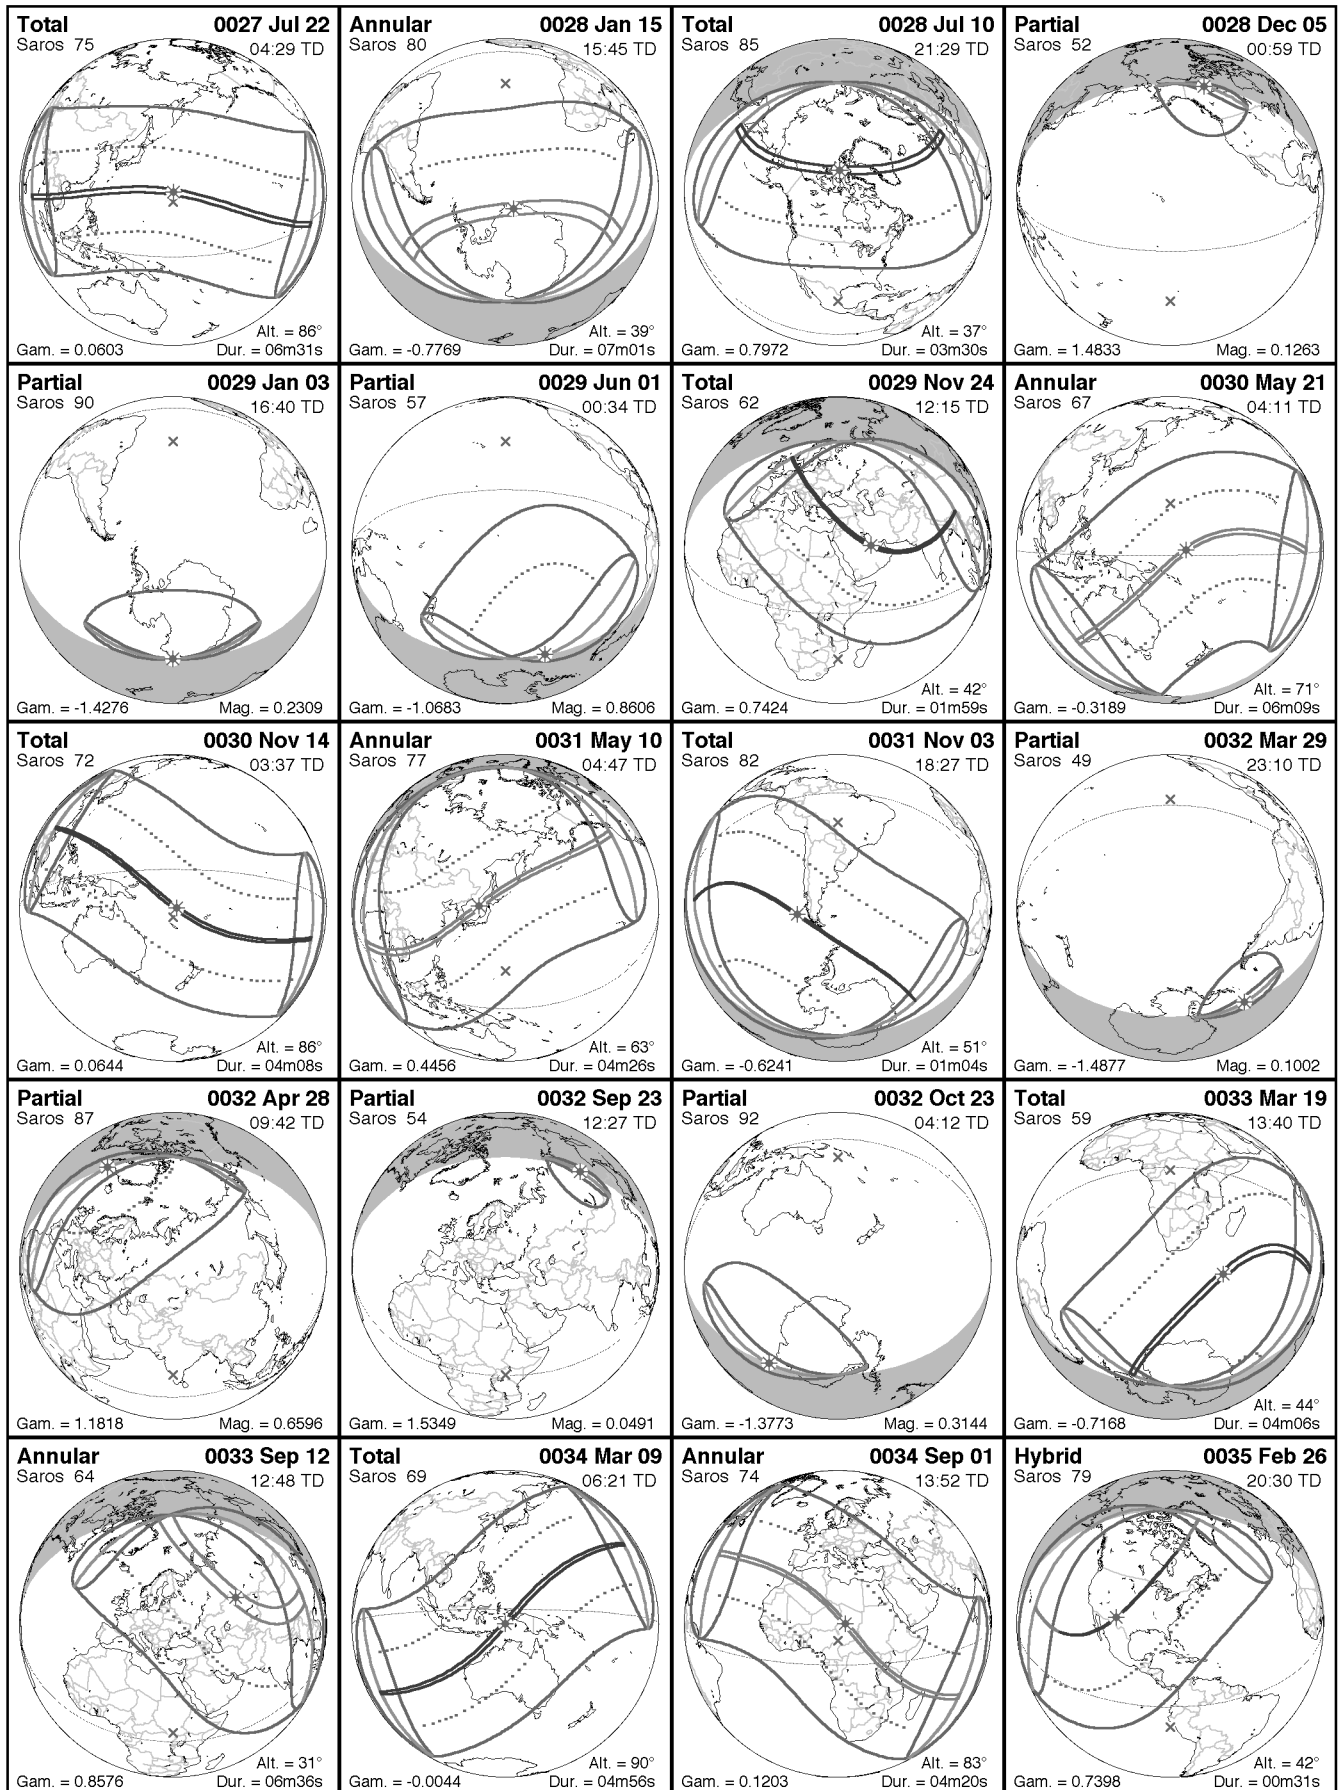 Total 0027 Jul 22
Saros 75 04:29 TD
Alt. = 86°
Gam. = 0.0603 Dur. = 06m31s
Annular 0028 Jan 15
Saros 80 15:45 TD
Alt. = 39°
Gam. = -0.7769 Dur. = 07m01s
Total 0028 Jul 10
Saros 85 21:29 TD
Alt. = 37°
Gam. = 0.7972 Dur. = 03m30s
Partial 0028 Dec 05
Saros 52 00:59 TD
Gam. = 1.4833 Mag. = 0.1263
Partial 0029 Jan 03
Saros 90 16:40 TD
Gam. = -1.4276 Mag. = 0.2309
Partial 0029 Jun 01
Saros 57 00:34 TD
Gam. = -1.0683 Mag. = 0.8606
Total 0029 Nov 24
Saros 62 12:15 TD
Alt. = 42°
Gam. = 0.7424 Dur. = 01m59s
Annular 0030 May 21
Saros 67 04:11 TD
Alt. = 71°
Gam. = -0.3189 Dur. = 06m09s
Total 0030 Nov 14
Saros 72 03:37 TD
Alt. = 86°
Gam. = 0.0644 Dur. = 04m08s
Annular 0031 May 10
Saros 77 04:47 TD
Alt. = 63°
Gam. = 0.4456 Dur. = 04m26s
Total 0031 Nov 03
Saros 82 18:27 TD
Alt. = 51°
Gam. = -0.6241 Dur. = 01m04s
Partial 0032 Mar 29
Saros 49 23:10 TD
Gam. = -1.4877 Mag. = 0.1002
Partial 0032 Apr 28
Saros 87 09:42 TD
Gam. = 1.1818 Mag. = 0.6596
Partial 0032 Sep 23
Saros 54 12:27 TD
Gam. = 1.5349 Mag. = 0.0491
Partial 0032 Oct 23
Saros 92 04:12 TD
Gam. = -1.3773 Mag. = 0.3144
Total 0033 Mar 19
Saros 59 13:40 TD
Alt. = 44°
Gam. = -0.7168 Dur. = 04m06s
Annular 0033 Sep 12
Saros 64 12:48 TD
Alt. = 31°
Gam. = 0.8576 Dur. = 06m36s
Total 0034 Mar 09
Saros 69 06:21 TD
Alt. = 90°
Gam. = -0.0044 Dur. = 04m56s
Annular 0034 Sep 01
Saros 74 13:52 TD
Alt. = 83°
Gam. = 0.1203 Dur. = 04m20s
Hybrid 0035 Feb 26
Saros 79 20:30 TD
Alt. = 42°
Gam. = 0.7398 Dur. = 00m31s